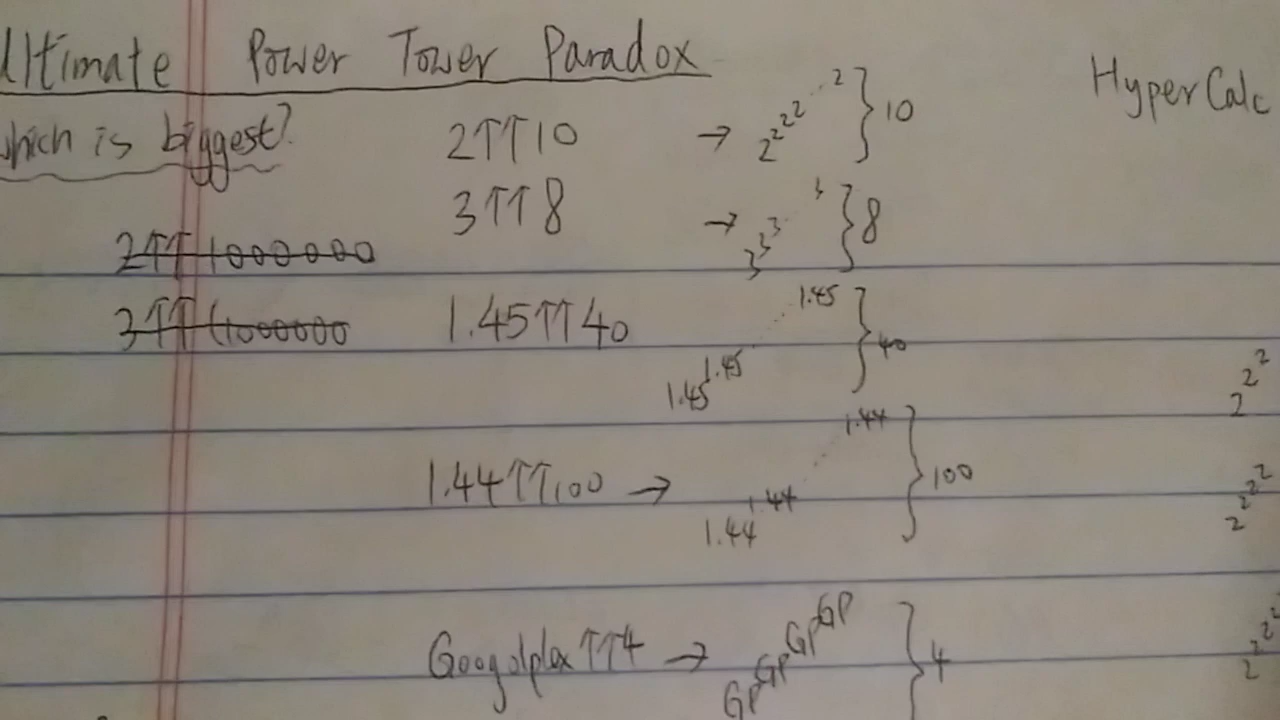 Ultimate Power Tower Paradox
HyperCalc
which is biggest?
2↑↑10 → 2^2^2^2^...^2 } 10
3↑↑8 → 3^3^3^...^3 } 8
2↑↑1000000
3↑↑1000000
1.45↑↑40 1.45^1.45^...^1.45 } 40
2^2^2
1.44↑↑100 → 1.44^1.44^...^1.44 } 100
2^2^2^2
Googolplex↑↑4 → GP^GP^GP^GP } 4
2^2^2^2